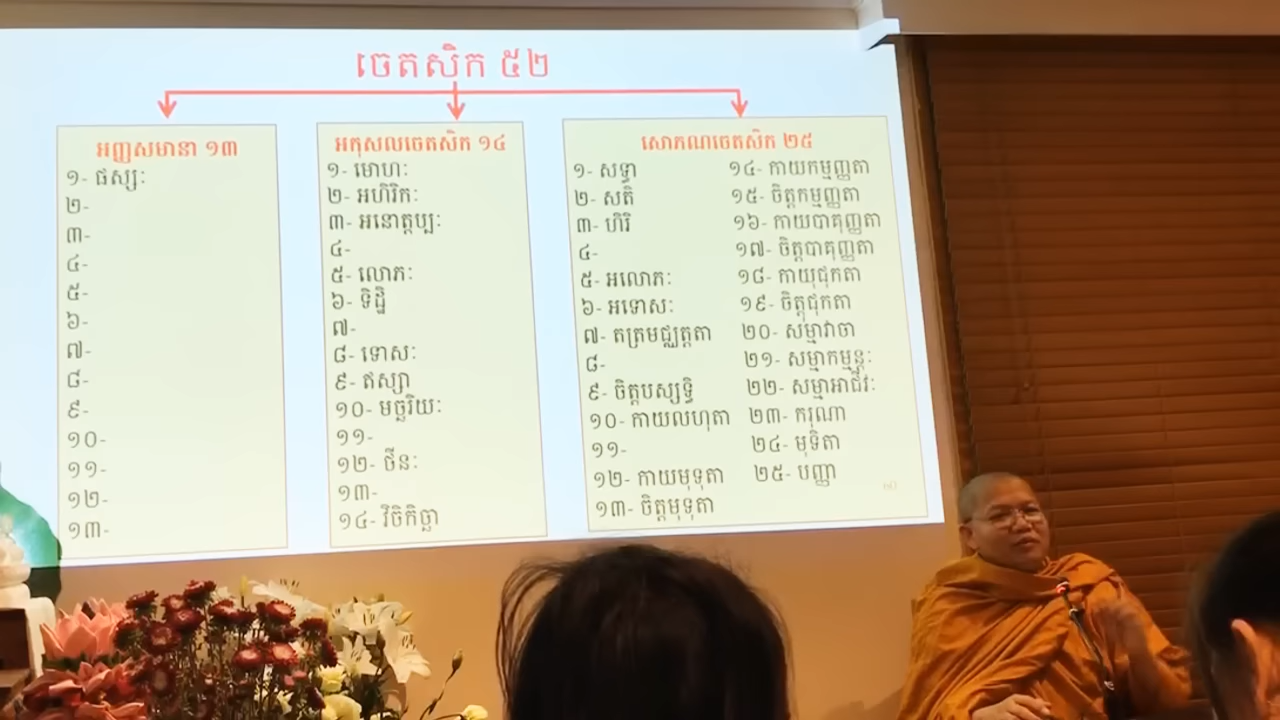 ចេតសិក ៥២
អញ្ញសមានា ១៣
១- ផស្សៈ
២-
៣-
៤-
៥-
៦-
៧-
៨-
៩-
១០-
១១-
១២-
១៣-
អកុសលចេតសិក ១៤
១- មោហៈ
២- អហិរិកៈ
៣- អនោត្តប្បៈ
៤-
៥- លោភៈ
៦- ទិដ្ឋិ
៧-
៨- ទោសៈ
៩- ឥស្សា
១០- មច្ឆរិយៈ
១១-
១២- ថីនៈ
១៣-
១៤- វិចិកិច្ឆា
សោភណចេតសិក ២៥
១- សទ្ធា
២- សតិ
៣- ហិរិ
៤-
៥- អលោភៈ
៦- អទោសៈ
៧- តត្រមជ្ឈត្តតា
៨-
៩- ចិត្តបស្សទ្ធិ
១០- កាយលហុតា
១១-
១២- កាយមុទុតា
១៣- ចិត្តមុទុតា
១៤- កាយកម្មញ្ញតា
១៥- ចិត្តកម្មញ្ញតា
១៦- កាយបាគុញ្ញតា
១៧- ចិត្តបាគុញ្ញតា
១៨- កាយុជុកតា
១៩- ចិត្តុជុកតា
២០- សម្មាវាចា
២១- សម្មាកម្មន្តៈ
២២- សម្មាអាជីវៈ
២៣- ករុណា
២៤- មុទិតា
២៥- បញ្ញា